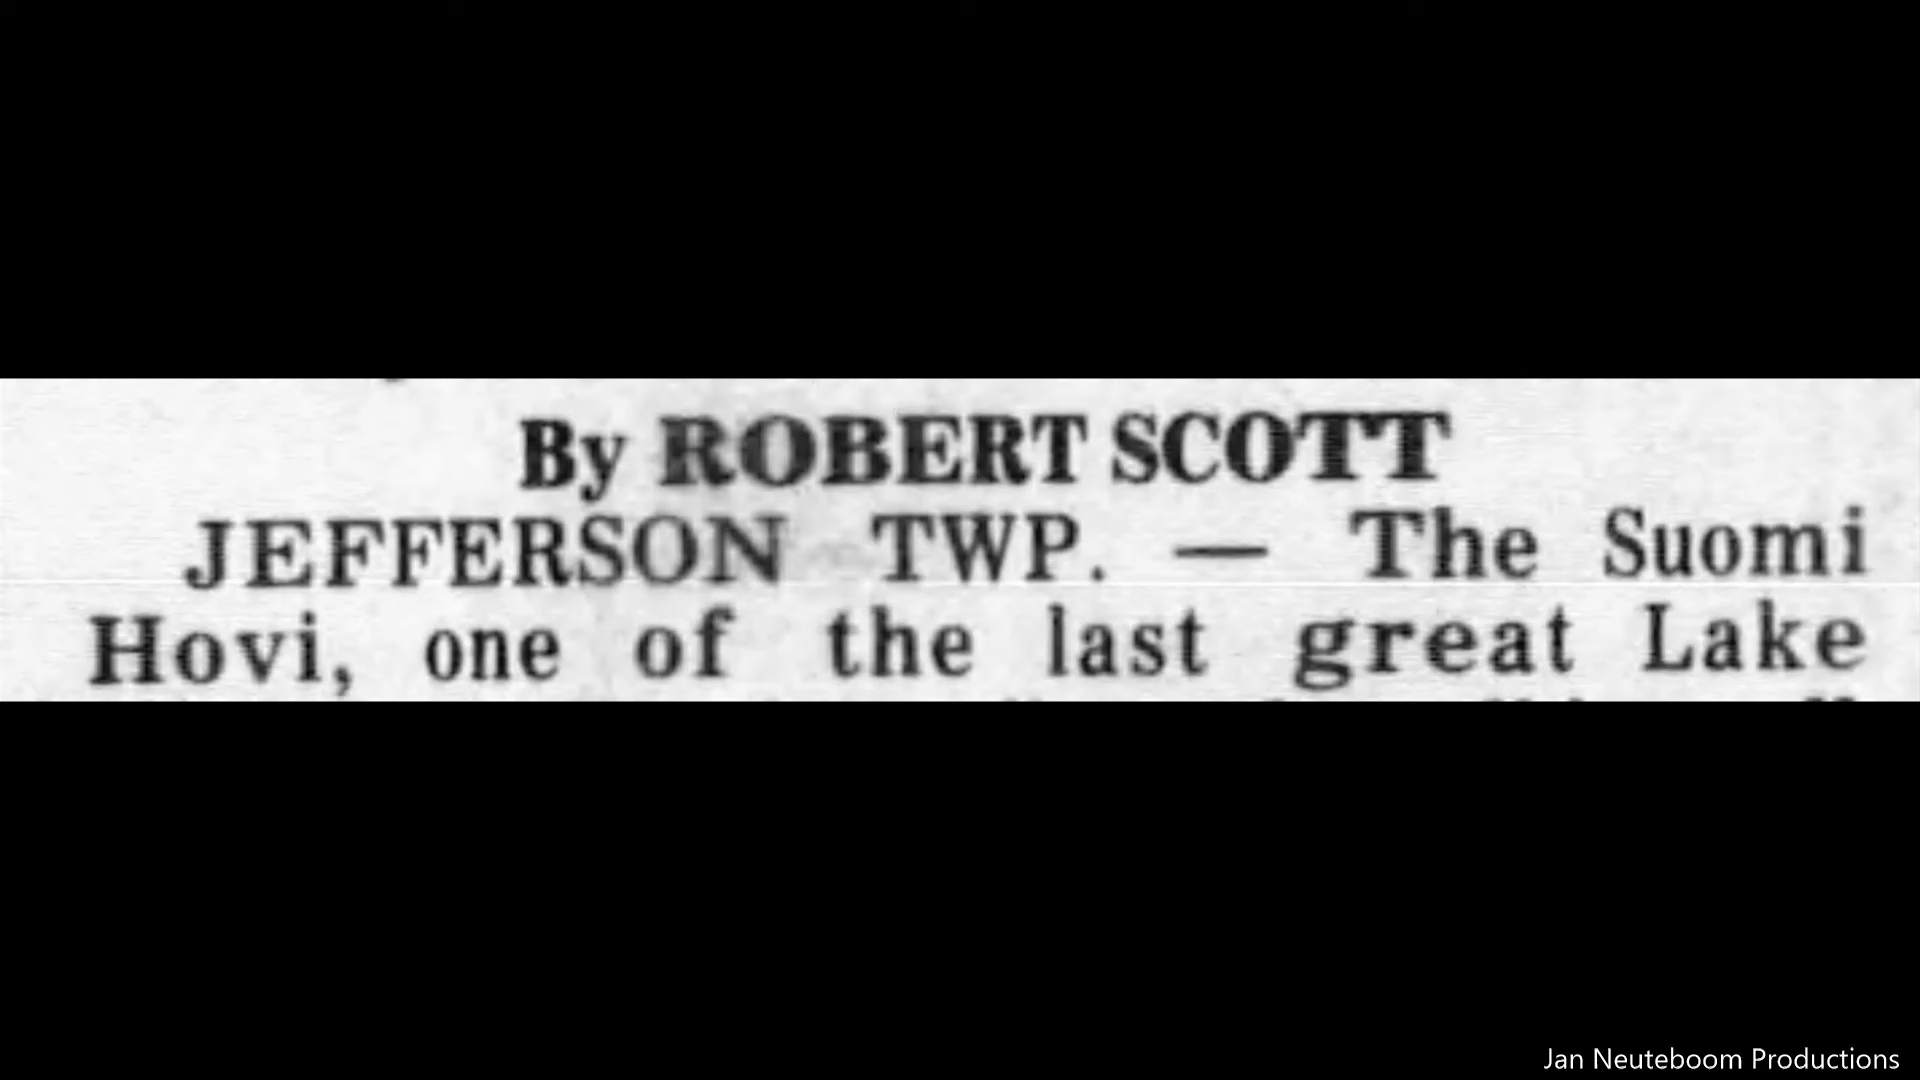 By ROBERT SCOTT
JEFFERSON TWP. — The Suomi
Hovi, one of the last great Lake
Jan Neuteboom Productions